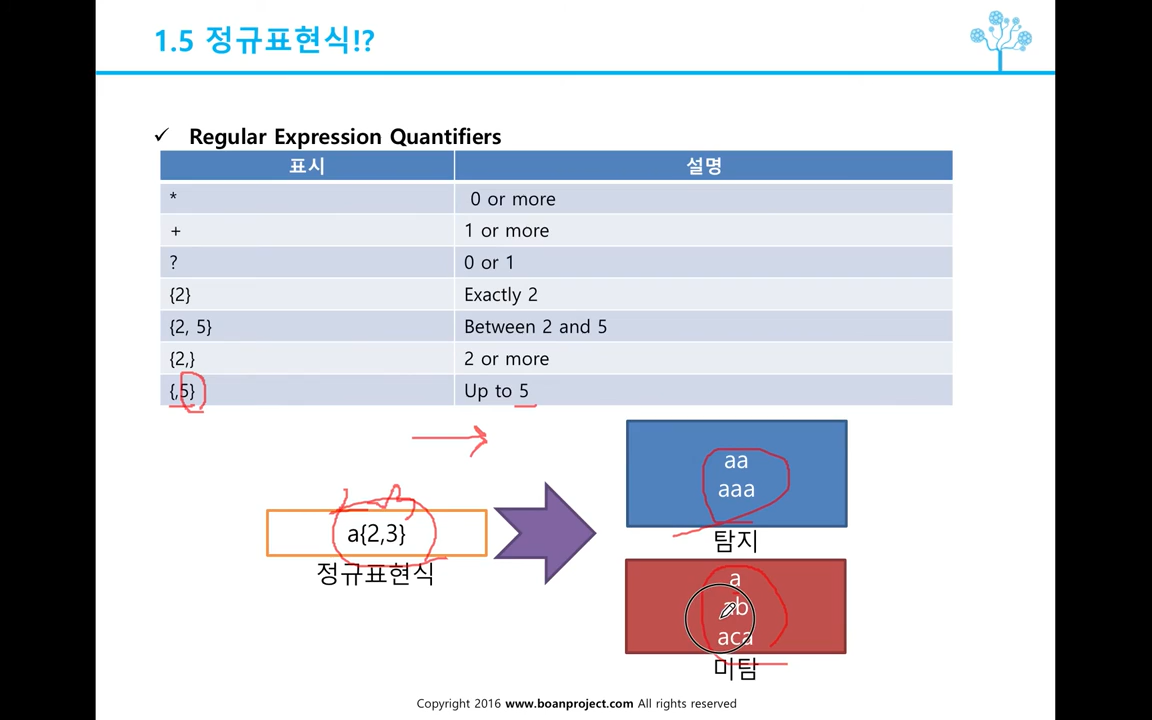 1.5 정규표현식!?
✓ Regular Expression Quantifiers
표시 설명
* 0 or more
+ 1 or more
? 0 or 1
{2} Exactly 2
{2, 5} Between 2 and 5
{2,} 2 or more
{,5} Up to 5
aa
aaa
탐지
a{2,3}
정규표현식
a
ab
aca
미탐
Copyright 2016 www.boanproject.com All rights reserved